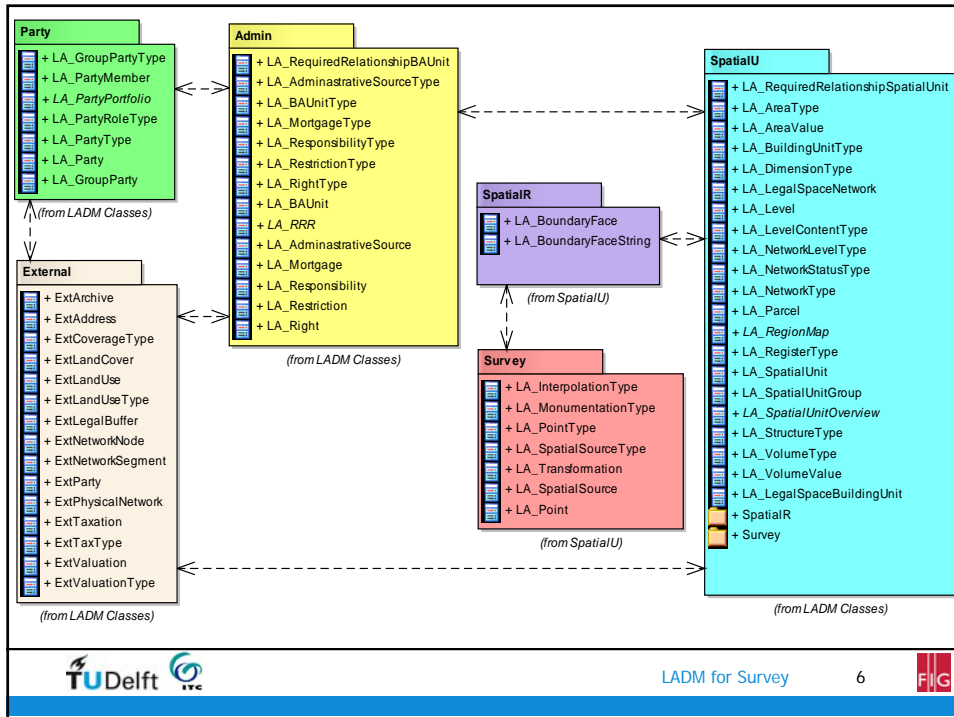 Party
+ LA_GroupPartyType
+ LA_PartyMember
+ LA_PartyPortfolio
+ LA_PartyRoleType
+ LA_PartyType
+ LA_Party
+ LA_GroupParty
(from LADM Classes)
Admin
+ LA_RequiredRelationshipBAUnit
+ LA_AdminastrativeSourceType
+ LA_BAUnitType
+ LA_MortgageType
+ LA_ResponsibilityType
+ LA_RestrictionType
+ LA_RightType
+ LA_BAUnit
+ LA_RRR
+ LA_AdminastrativeSource
+ LA_Mortgage
+ LA_Responsibility
+ LA_Restriction
+ LA_Right
(from LADM Classes)
SpatialU
+ LA_RequiredRelationshipSpatialUnit
+ LA_AreaType
+ LA_AreaValue
+ LA_BuildingUnitType
+ LA_DimensionType
+ LA_LegalSpaceNetwork
+ LA_Level
+ LA_LevelContentType
+ LA_NetworkLevelType
+ LA_NetworkStatusType
+ LA_NetworkType
+ LA_Parcel
+ LA_RegionMap
+ LA_RegisterType
+ LA_SpatialUnit
+ LA_SpatialUnitGroup
+ LA_SpatialUnitOverview
+ LA_StructureType
+ LA_VolumeType
+ LA_VolumeValue
+ LA_LegalSpaceBuildingUnit
+ SpatialR
+ Survey
(from LADM Classes)
SpatialR
+ LA_BoundaryFace
+ LA_BoundaryFaceString
(from SpatialU)
External
+ ExtArchive
+ ExtAddress
+ ExtCoverageType
+ ExtLandCover
+ ExtLandUse
+ ExtLandUseType
+ ExtLegalBuffer
+ ExtNetworkNode
+ ExtNetworkSegment
+ ExtParty
+ ExtPhysicalNetwork
+ ExtTaxation
+ ExtTaxType
+ ExtValuation
+ ExtValuationType
(from LADM Classes)
Survey
+ LA_InterpolationType
+ LA_MonumentationType
+ LA_PointType
+ LA_SpatialSourceType
+ LA_Transformation
+ LA_SpatialSource
+ LA_Point
(from SpatialU)
TUDelft
ITC
LADM for Survey
6
FIG